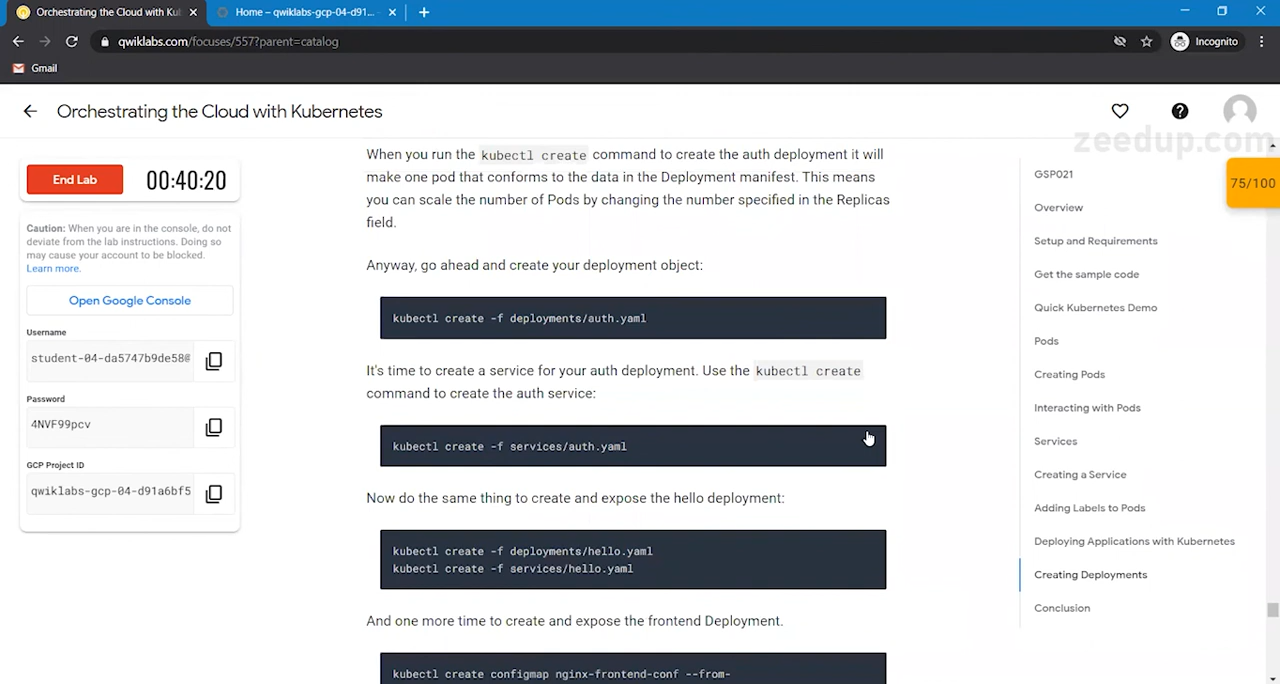 Orchestrating the Cloud with Kub
Home – qwiklabs-gcp-04-d91...
qwiklabs.com/focuses/557?parent=catalog
Incognito
Gmail
Orchestrating the Cloud with Kubernetes
zeedup.com
End Lab
00:40:20
Caution: When you are in the console, do not
deviate from the lab instructions. Doing so
may cause your account to be blocked.
Learn more.
Open Google Console
Username
student-04-da5747b9de58@
Password
4NVF99pcv
GCP Project ID
qwiklabs-gcp-04-d91a6bf5
When you run the kubectl create command to create the auth deployment it will
make one pod that conforms to the data in the Deployment manifest. This means
you can scale the number of Pods by changing the number specified in the Replicas
field.
Anyway, go ahead and create your deployment object:
kubectl create -f deployments/auth.yaml
It's time to create a service for your auth deployment. Use the kubectl create
command to create the auth service:
kubectl create -f services/auth.yaml
Now do the same thing to create and expose the hello deployment:
kubectl create -f deployments/hello.yaml
kubectl create -f services/hello.yaml
And one more time to create and expose the frontend Deployment.
kubectl create configmap nginx-frontend-conf --from-
GSP021
Overview
Setup and Requirements
Get the sample code
Quick Kubernetes Demo
Pods
Creating Pods
Interacting with Pods
Services
Creating a Service
Adding Labels to Pods
Deploying Applications with Kubernetes
Creating Deployments
Conclusion
75/100